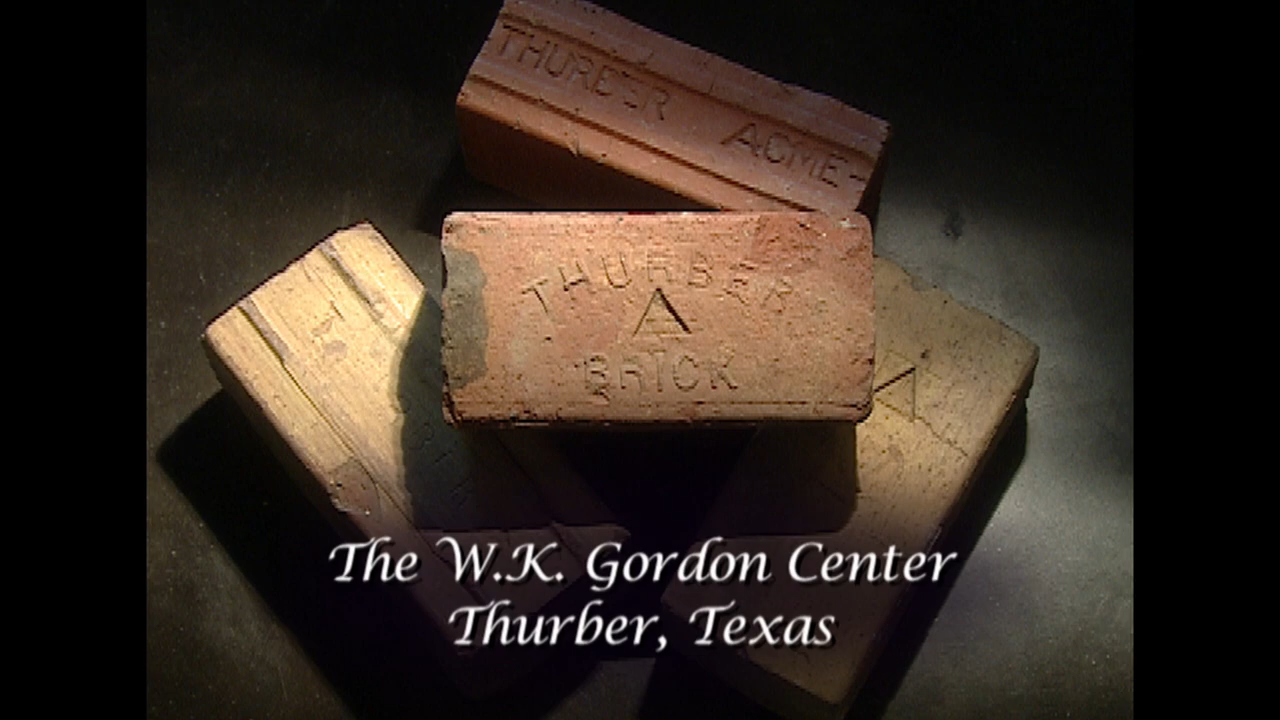 THURBER ACME-
THURBER
BRICK
The W.K. Gordon Center
Thurber, Texas